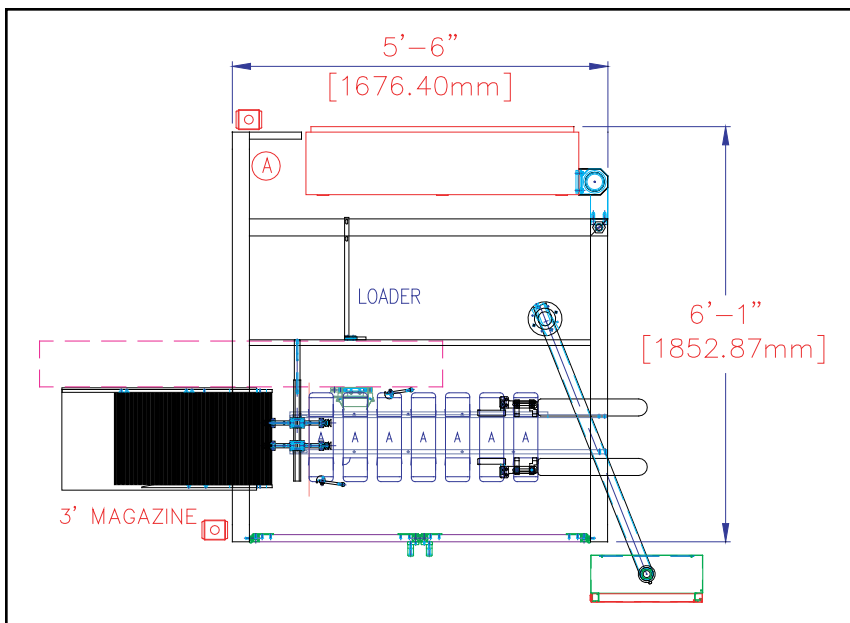 5'-6"
[1676.40mm]
A
LOADER
6'-1"
[1852.87mm]
A A A A A A A
3' MAGAZINE